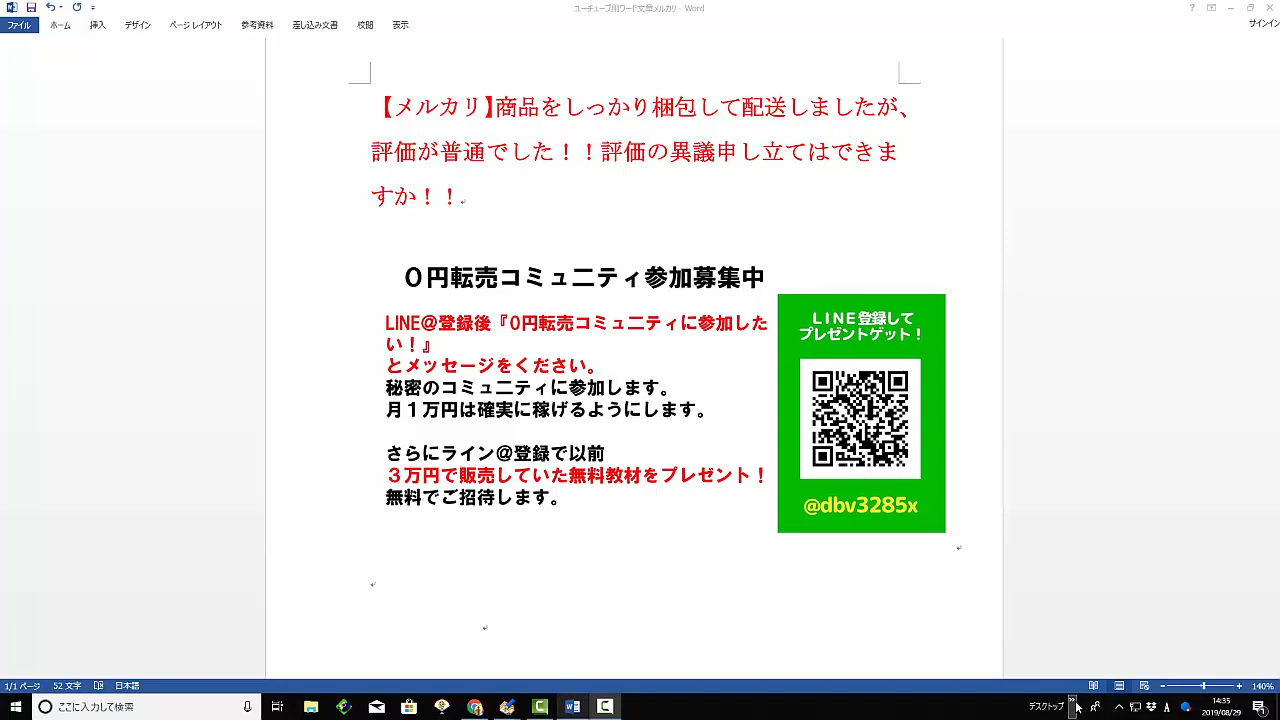 ユーチューブ用ワード文章メルカリ - Word
サインイン
ファイル ホーム 挿入 デザイン ページ レイアウト 参考資料 差し込み文書 校閲 表示
【メルカリ】商品をしっかり梱包して配送しましたが、
評価が普通でした！！評価の異議申し立てはできま
すか！！
０円転売コミュニティ参加募集中
LINE@登録後『0円転売コミュニティに参加した
い！』
とメッセージをください。
秘密のコミュニティに参加します。
月１万円は確実に稼げるようにします。
さらにライン@登録で以前
３万円で販売していた無料教材をプレゼント！
無料でご招待します。
ＬＩＮＥ登録して
プレゼントゲット！
@dbv3285x
1/1 ページ 52 文字 日本語
140%
ここに入力して検索
デスクトップ
14:35
2019/08/29